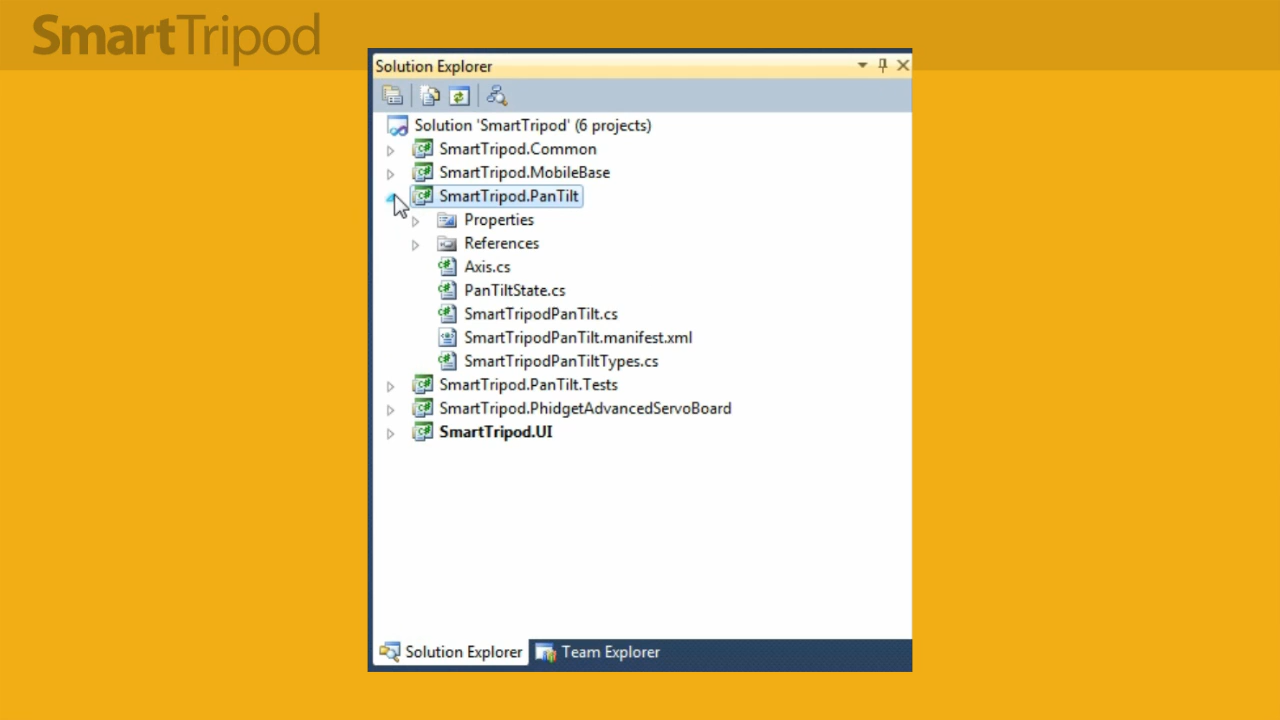 SmartTripod
Solution Explorer
Solution 'SmartTripod' (6 projects)
SmartTripod.Common
SmartTripod.MobileBase
SmartTripod.PanTilt
Properties
References
Axis.cs
PanTiltState.cs
SmartTripodPanTilt.cs
SmartTripodPanTilt.manifest.xml
SmartTripodPanTiltTypes.cs
SmartTripod.PanTilt.Tests
SmartTripod.PhidgetAdvancedServoBoard
SmartTripod.UI
Solution Explorer Team Explorer